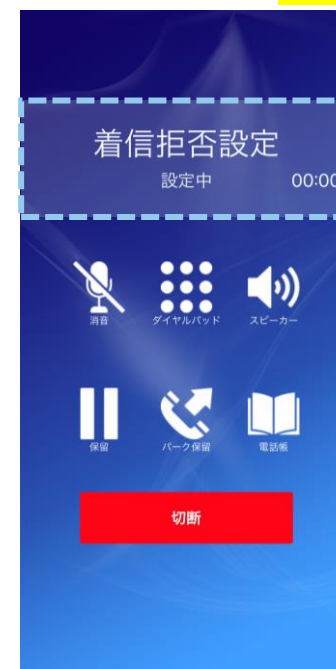 着信拒否設定
設定中 00:00
消音 ダイヤルパッド スピーカー
保留 パーク保留 電話帳
切断